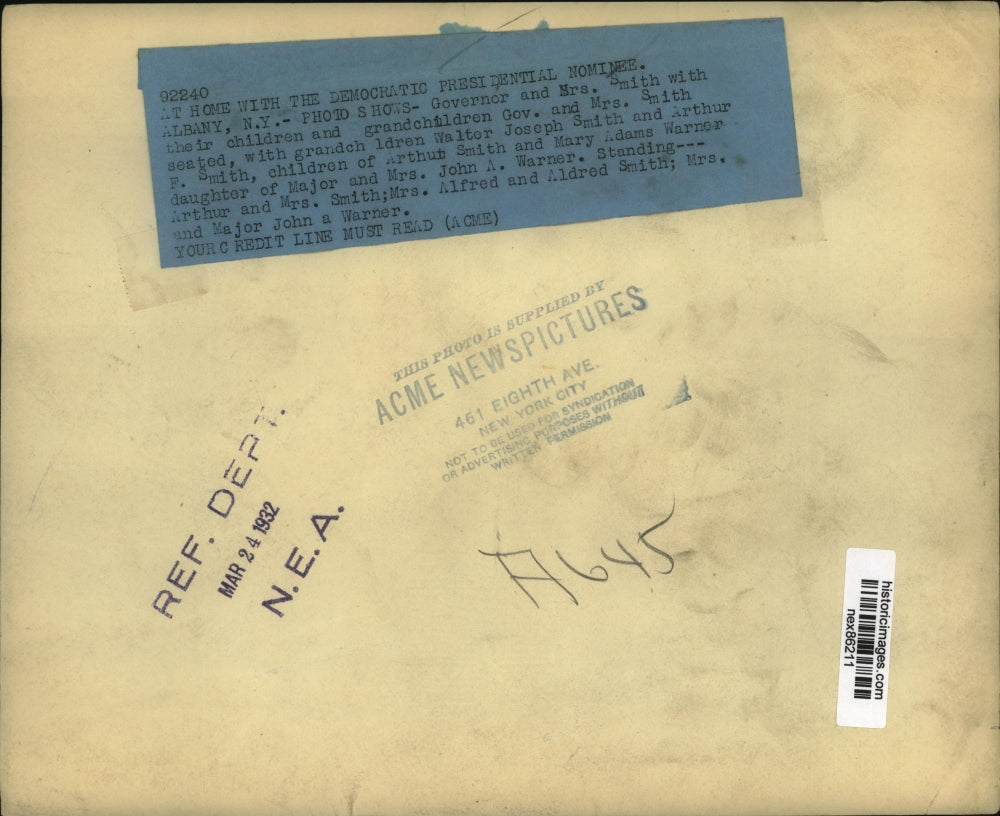 92240
AT HOME WITH THE DEMOCRATIC PRESIDENTIAL NOMINEE.
ALBANY, N.Y.- PHOTO SHOWS- Governor and Mrs. Smith with
their children and grandchildren Gov. and Mrs. Smith
seated, with grandch ldren Walter Joseph Smith and Arthur
F. Smith, children of Arthur Smith and Mary Adams Warner
daughter of Major and Mrs. John A. Warner. Standing---
Arthur and Mrs. Smith;Mrs. Alfred and Aldred Smith; Mrs.
and Major John a Warner.
YOUR C REDIT LINE MUST READ (ACME)
THIS PHOTO IS SUPPLIED BY
ACME NEWSPICTURES
461 EIGHTH AVE.
NEW YORK CITY
NOT TO BE USED FOR SYNDICATION
OR ADVERTISING PURPOSES WITHOUT
WRITTEN PERMISSION
REF. DEPT.
MAR 24 1932
N.E.A.
A645
historicimages.com
nex86211